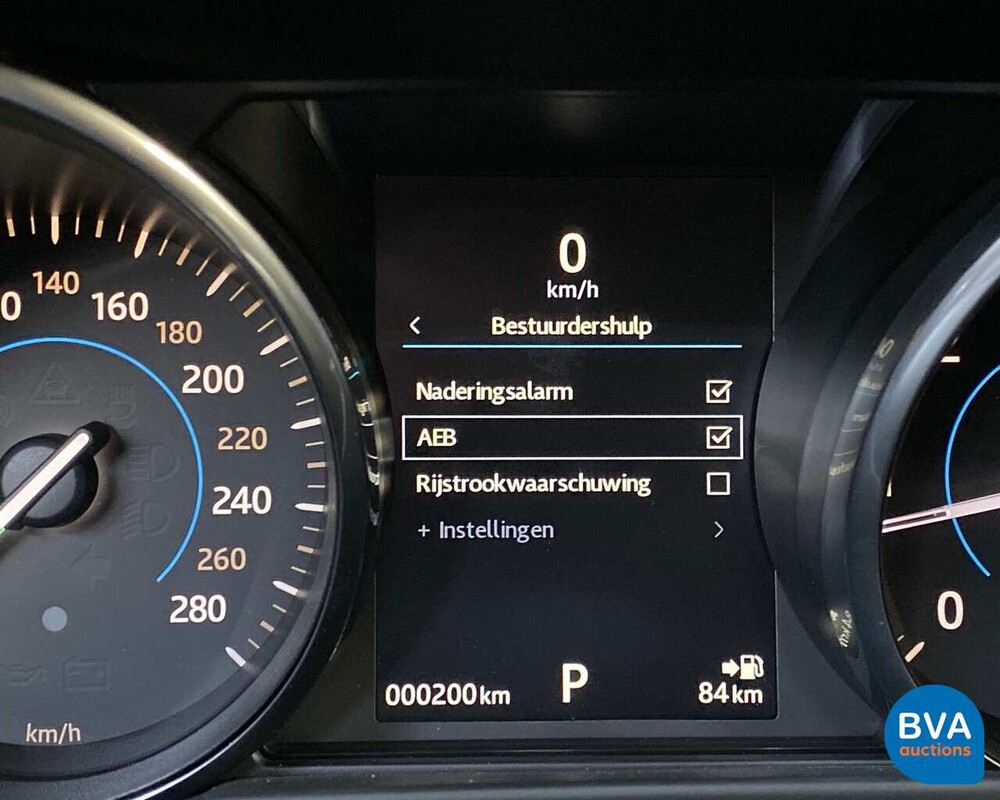 0
km/h
Bestuurdershulp
Naderingsalarm
AEB
Rijstrookwaarschuwing
+ Instellingen
000200km
P
84km
140
160
180
200
220
240
260
280
km/h
0
BVA
auctions